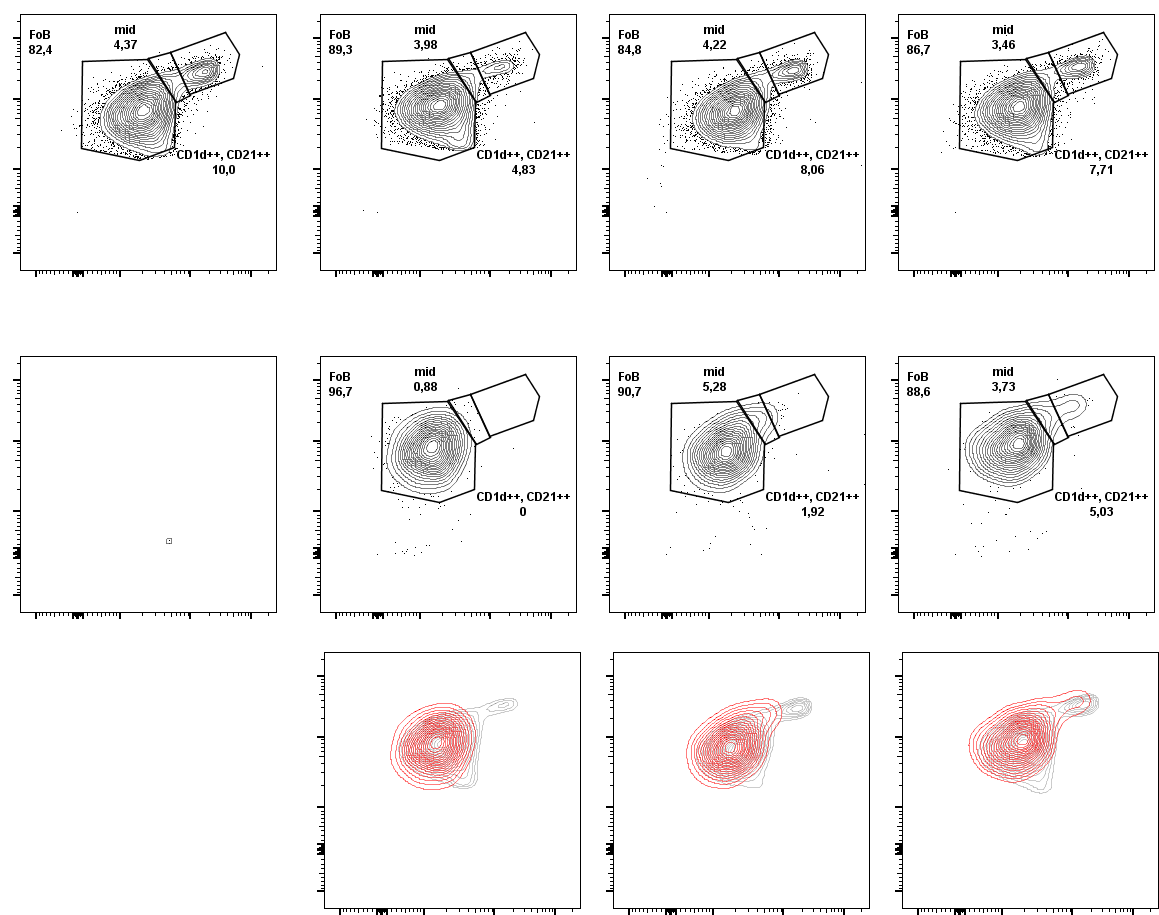 FoB
82,4
mid
4,37
CD1d++, CD21++
10,0
FoB
89,3
mid
3,98
CD1d++, CD21++
4,83
FoB
84,8
mid
4,22
CD1d++, CD21++
8,06
FoB
86,7
mid
3,46
CD1d++, CD21++
7,71
FoB
96,7
mid
0,88
CD1d++, CD21++
0
FoB
90,7
mid
5,28
CD1d++, CD21++
1,92
FoB
88,6
mid
3,73
CD1d++, CD21++
5,03